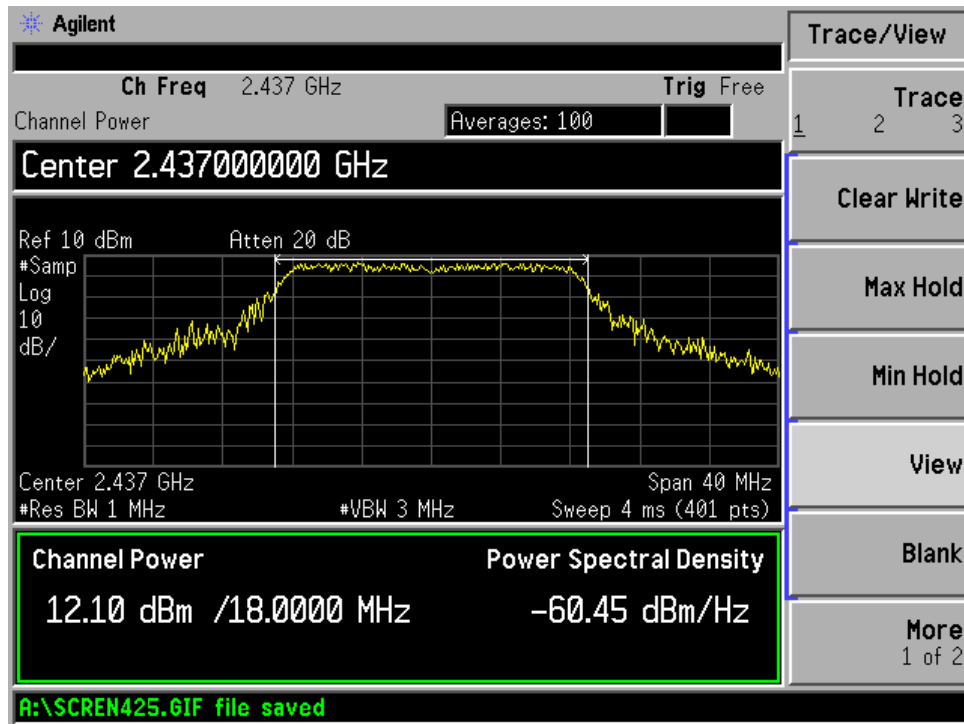 Agilent
Ch Freq 2.437 GHz Trig Free
Channel Power Averages: 100
Center 2.437000000 GHz
Ref 10 dBm Atten 20 dB
#Samp
Log
10
dB/
Center 2.437 GHz Span 40 MHz
#Res BW 1 MHz #VBW 3 MHz Sweep 4 ms (401 pts)
Channel Power Power Spectral Density
12.10 dBm /18.0000 MHz -60.45 dBm/Hz
A:\SCREN425.GIF file saved
Trace/View
Trace
1 2 3
Clear Write
Max Hold
Min Hold
View
Blank
More
1 of 2